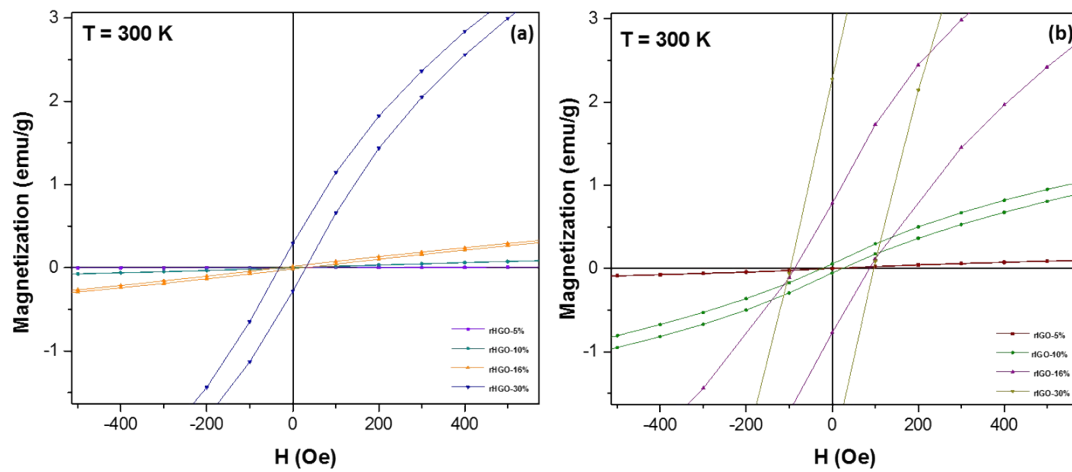 T = 300 K
(a)
3
2
1
0
-1
-400
-200
0
200
400
Magnetization (emu/g)
H (Oe)
rHGO-5%
rHGO-10%
rHGO-16%
rHGO-30%
T = 300 K
(b)
3
2
1
0
-1
-400
-200
0
200
400
Magnetization (emu/g)
H (Oe)
rIGO-5%
rIGO-10%
rIGO-16%
rIGO-30%